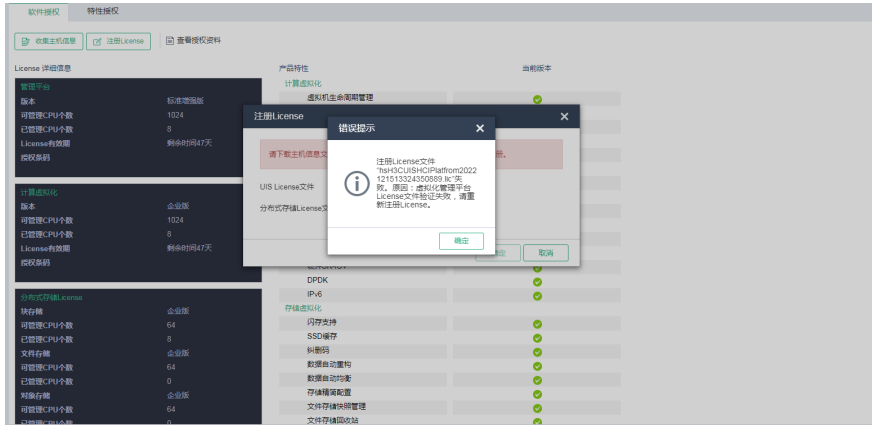 软件授权
特性授权
收集主机信息
注册License
查看授权资料
License 详细信息
产品特性
当前版本
管理平台
版本
标准增强版
可管理CPU个数
1024
已管理CPU个数
8
License有效期
剩余时间47天
授权条码
计算虚拟化
版本
企业版
可管理CPU个数
1024
已管理CPU个数
8
License有效期
剩余时间47天
授权条码
分布式存储License
块存储
企业版
可管理CPU个数
64
已管理CPU个数
8
文件存储
企业版
可管理CPU个数
64
已管理CPU个数
0
对象存储
企业版
可管理CPU个数
64
已管理CPU个数
0
计算虚拟化
虚拟机生命周期管理
注册License
请下载主机信息文
册。
UIS License文件
分布式存储License文
取消
错误提示
注册License文件
"hsH3CUISHCIPlatfrom2022
121513324350889.lic"失
败。原因：虚拟化管理平台
License文件验证失败，请重
新注册License。
确定
DPDK
IPv6
存储虚拟化
闪存支持
SSD缓存
纠删码
数据自动重构
数据自动均衡
存储精简配置
文件存储快照管理
文件存储回收站